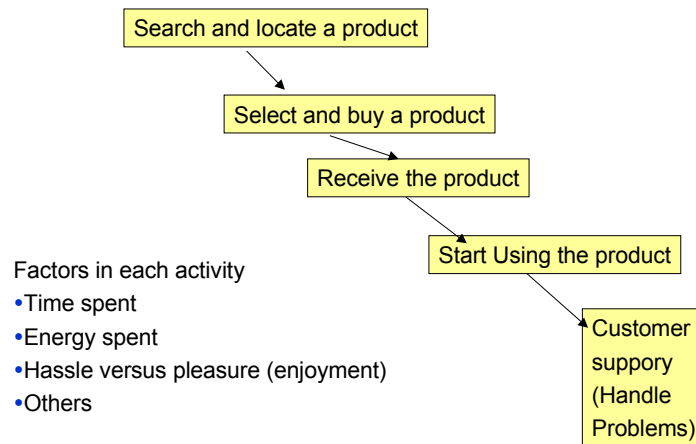 Search and locate a product
Select and buy a product
Receive the product
Start Using the product
Factors in each activity
•Time spent
•Energy spent
•Hassle versus pleasure (enjoyment)
•Others
Customer
suppory
(Handle
Problems)